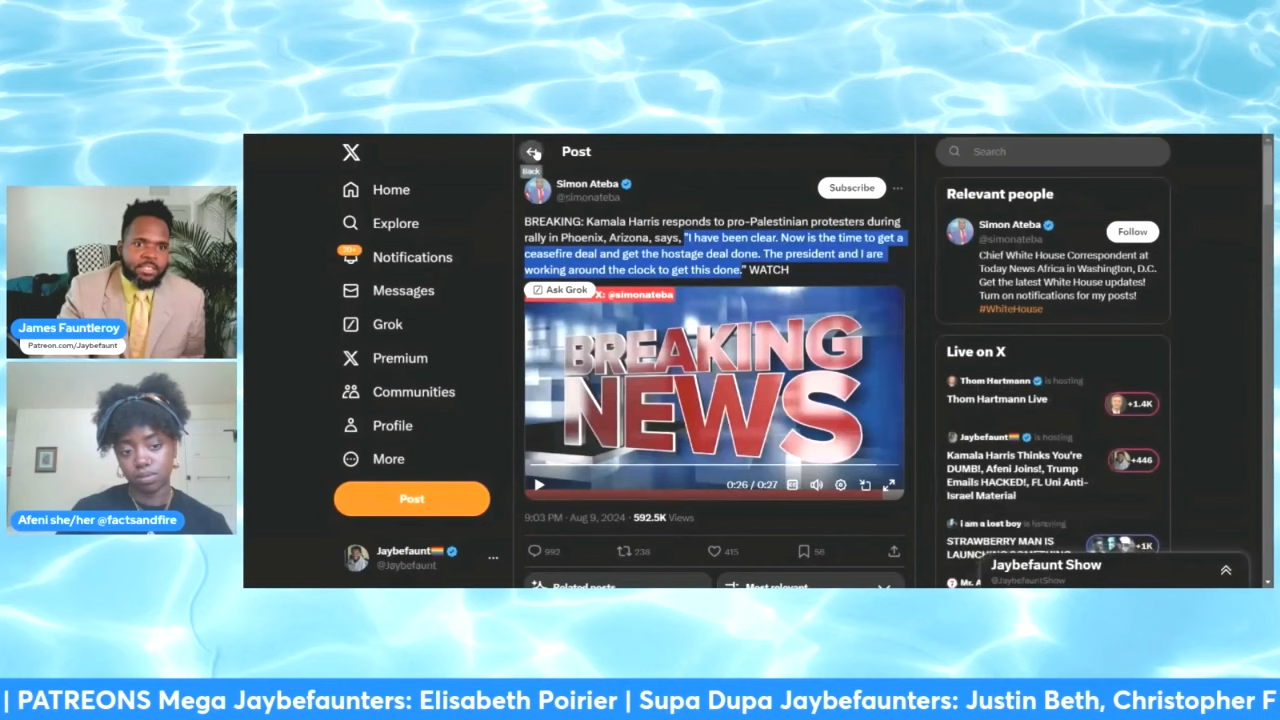 James Fauntleroy
Patreon.com/Jaybefaunt
Afeni she/her @factsandfire
Home
Explore
20+
Notifications
Messages
Grok
Premium
Communities
Profile
More
Post
Jaybefaunt
@Jaybefaunt
Post
Back
Simon Ateba
@simonateba
Subscribe
BREAKING: Kamala Harris responds to pro-Palestinian protesters during
rally in Phoenix, Arizona, says, "I have been clear. Now is the time to get a
ceasefire deal and get the hostage deal done. The president and I are
working around the clock to get this done." WATCH
Ask Grok
X: @simonateba
BREAKING
NEWS
0:26 / 0:27
9:03 PM · Aug 9, 2024 · 592.5K Views
992
238
415
56
Related posts
Most relevant
Search
Relevant people
Simon Ateba
@simonateba
Follow
Chief White House Correspondent at
Today News Africa in Washington, D.C.
Get the latest White House updates!
Turn on notifications for my posts!
#WhiteHouse
Live on X
Thom Hartmann is hosting
Thom Hartmann Live
+1.4K
Jaybefaunt is hosting
Kamala Harris Thinks You're
DUMB!, Afeni Joins!, Trump
Emails HACKED!, FL Uni Anti-
Israel Material
+446
i am a lost boy is listening
STRAWBERRY MAN IS
+1K
Mr. A
Jaybefaunt Show
@JaybefauntShow
| PATREONS Mega Jaybefaunters: Elisabeth Poirier | Supa Dupa Jaybefaunters: Justin Beth, Christopher F